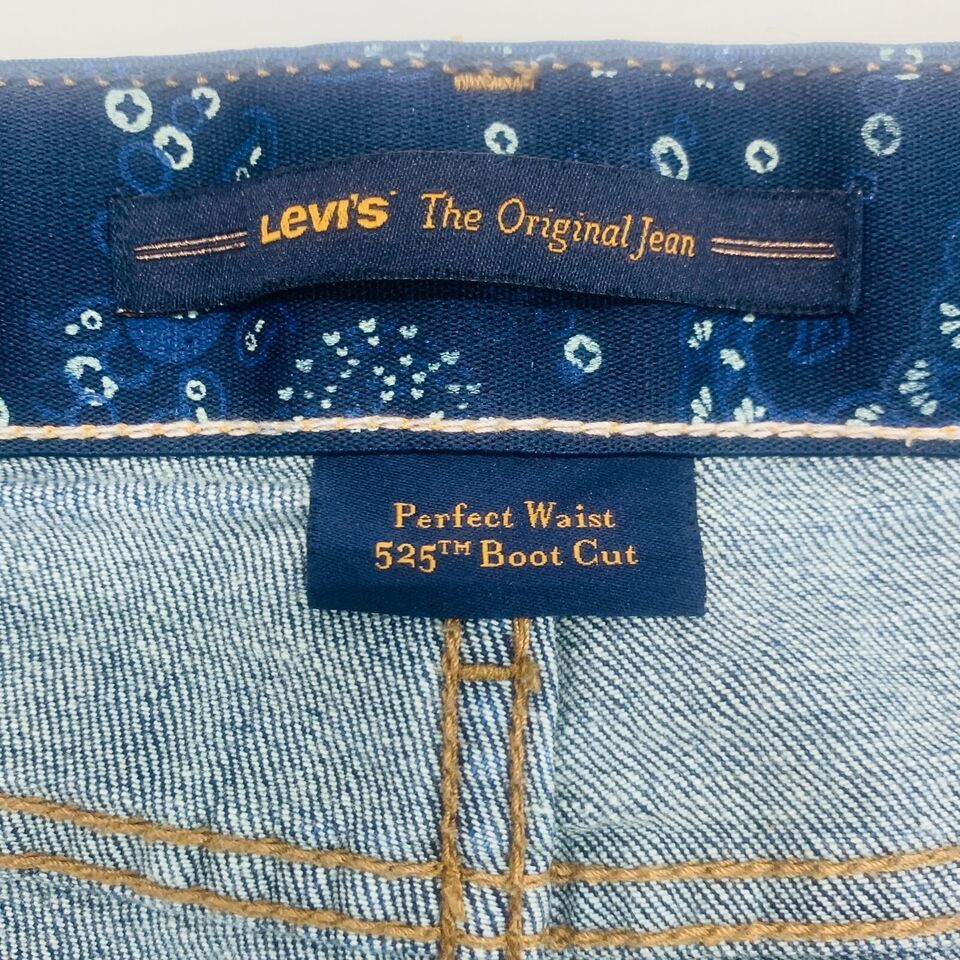 Levi's The Original Jean
Perfect Waist
525™ Boot Cut